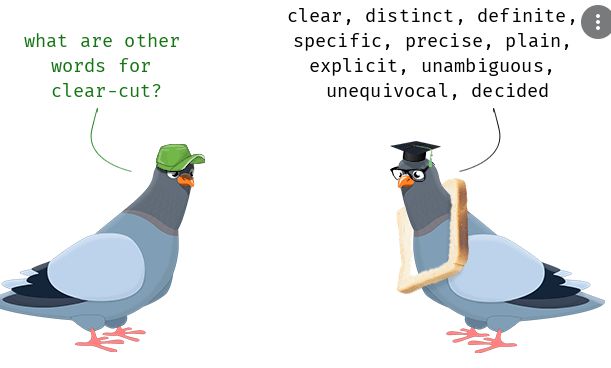 what are other
words for
clear-cut?
clear, distinct, definite,
specific, precise, plain,
explicit, unambiguous,
unequivocal, decided